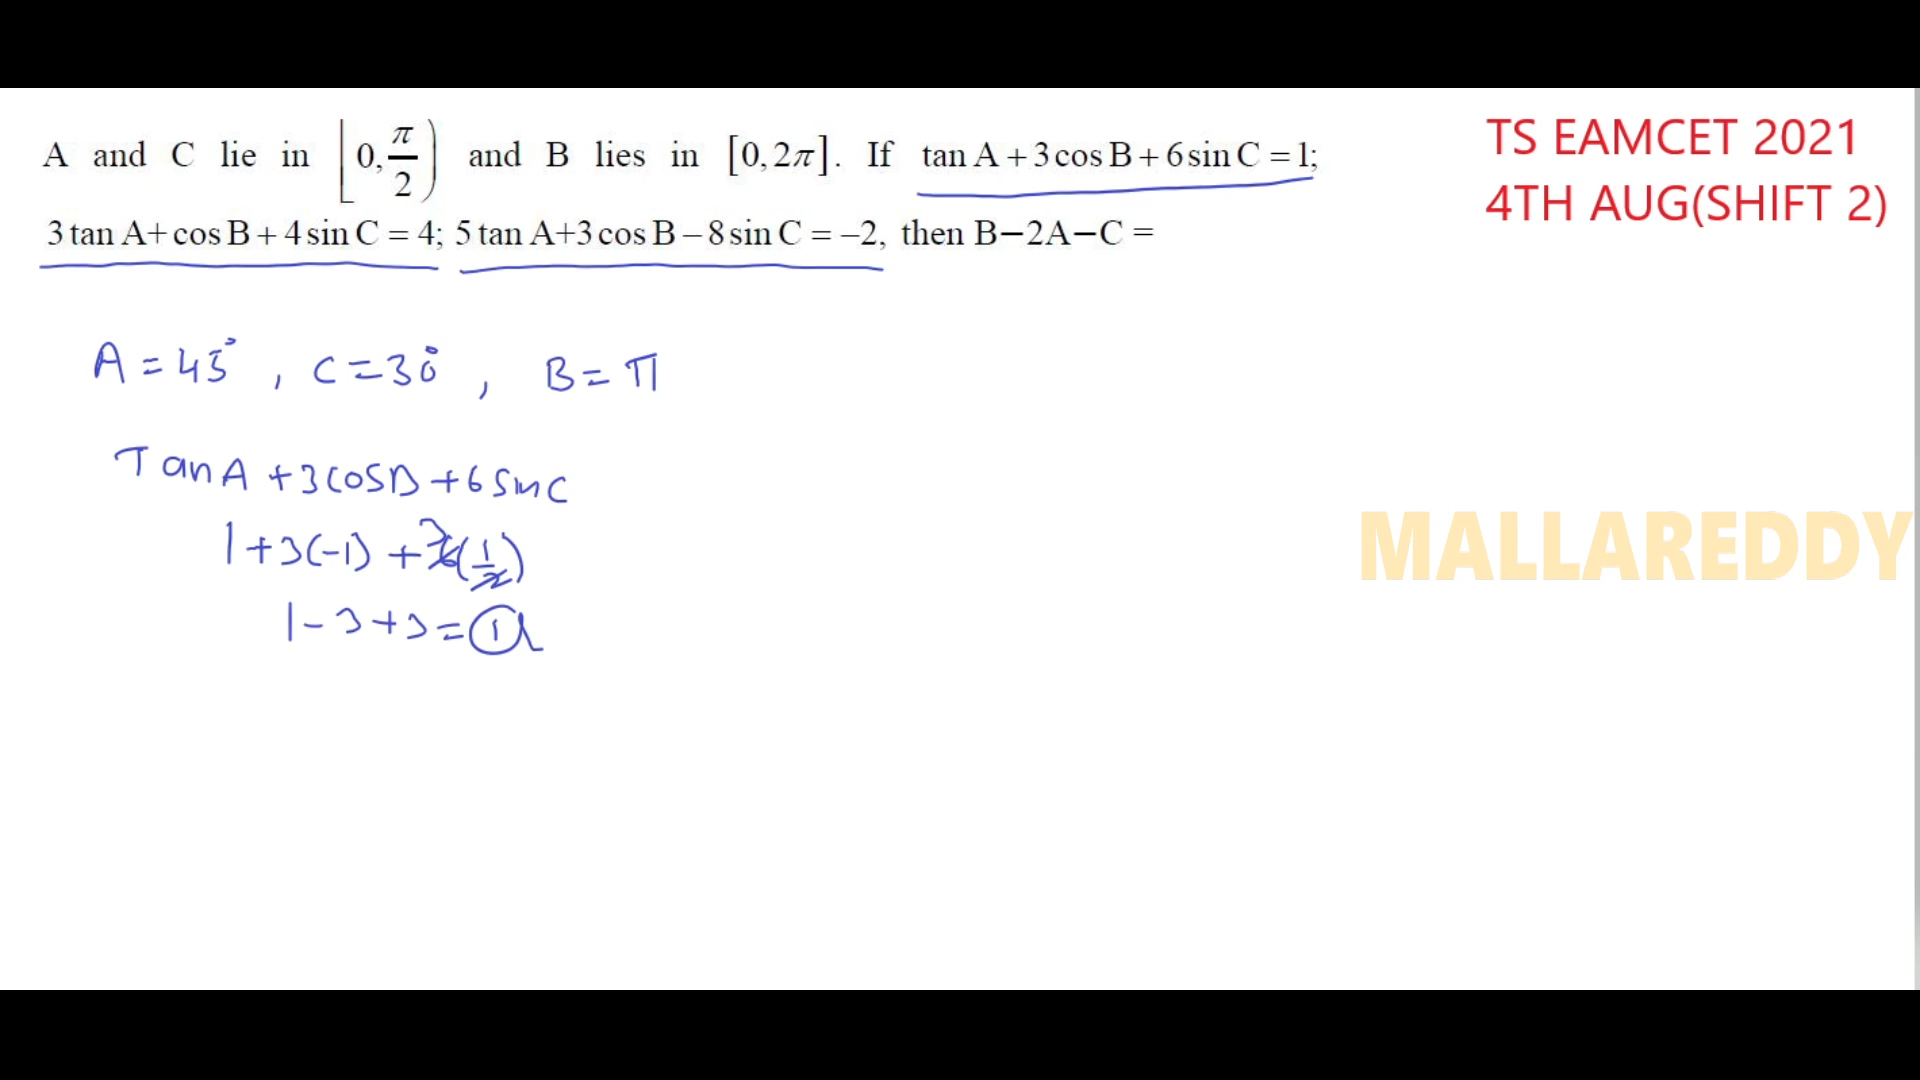 A and C lie in [0, π/2) and B lies in [0, 2π]. If tan A + 3 cos B + 6 sin C = 1;
3 tan A+ cos B + 4 sin C = 4; 5 tan A+3 cos B – 8 sin C = –2, then B–2A–C =
TS EAMCET 2021
4TH AUG(SHIFT 2)
A = 45° , C = 30° , B = π
Tan A + 3 cos B + 6 sin C
1 + 3(-1) + 6(1/2)
1 - 3 + 3 = 1
MALLAREDDY